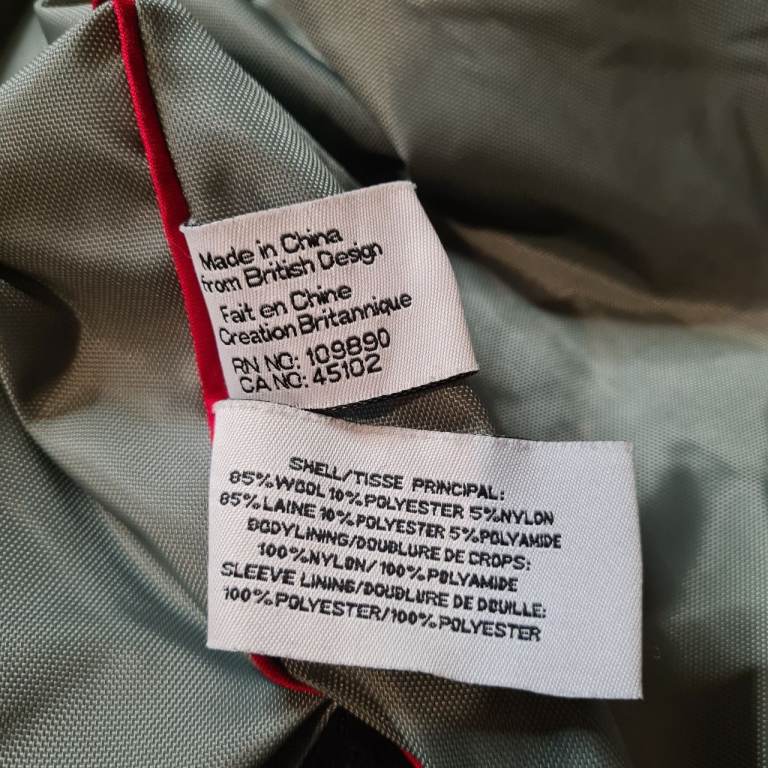 Made in China
from British Design
Fait en Chine
Creation Britannique
RN NO: 109890
CA NO: 45102
SHELL/TISSE PRINCIPAL:
85%WOOL 10%POLYESTER 5%NYLON
85%LAINE 10%POLYESTER 5%POLYAMIDE
BODYLINING/DOUBLURE DE CROPS:
100%NYLON/100%POLYAMIDE
SLEEVE LINING/DOUBLURE DE DOUILLE:
100%POLYESTER/100%POLYESTER